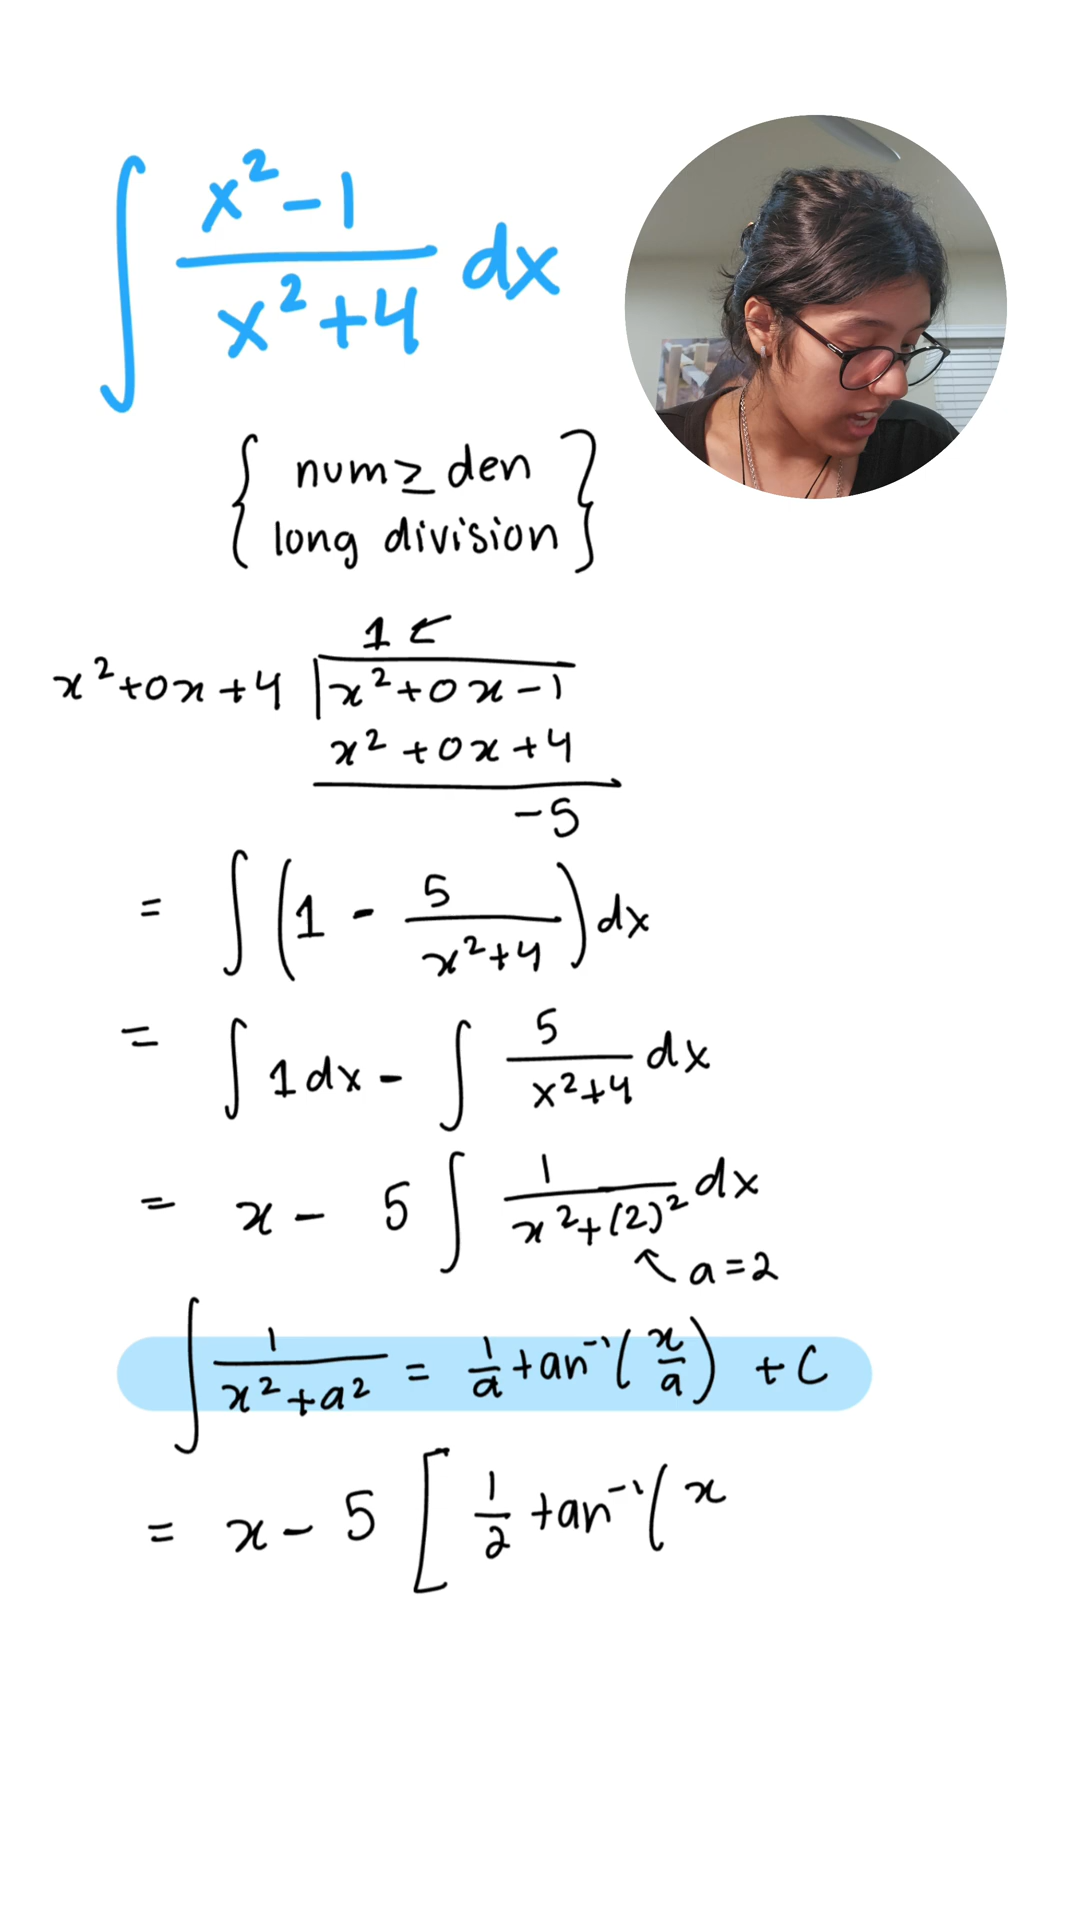 ∫ x²-1 / x²+4 dx
{ num ≥ den
long division }
1 ←
x²+0x+4 | x²+0x-1
x²+0x+4
-5
= ∫ (1 - 5 / x²+4) dx
= ∫ 1dx - ∫ 5 / x²+4 dx
= x - 5 ∫ 1 / x²+(2)² dx
↖ a=2
∫ 1 / x²+a² = 1/a tan⁻¹(x/a) + C
= x - 5 [ 1/2 tan⁻¹( x